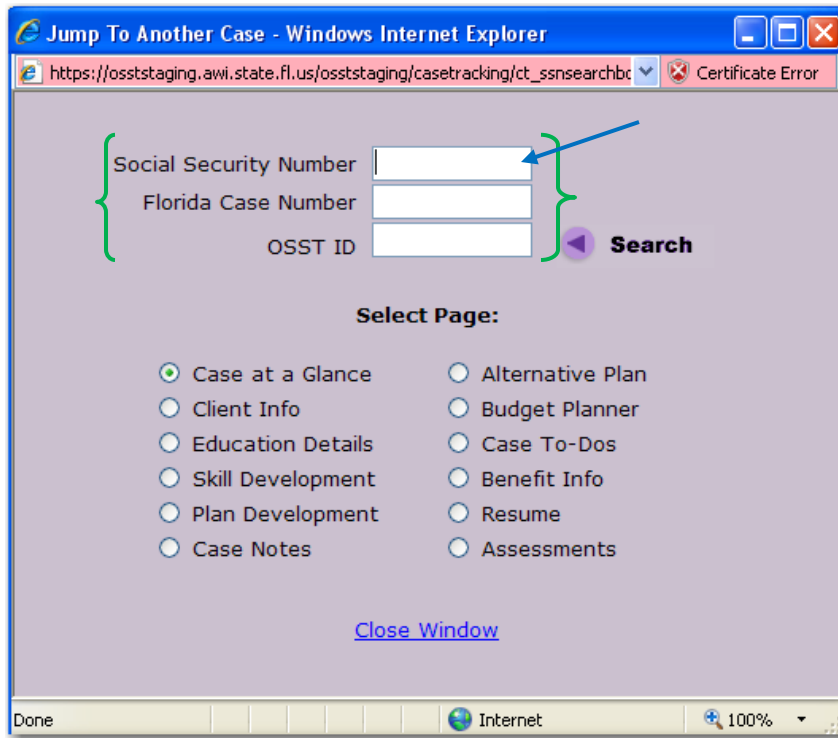 Jump To Another Case - Windows Internet Explorer
https://osststaging.awi.state.fl.us/osststaging/casetracking/ct_ssnsearchbo Certificate Error
Social Security Number
Florida Case Number
OSST ID
Search
Select Page:
Case at a Glance Alternative Plan
Client Info Budget Planner
Education Details Case To-Dos
Skill Development Benefit Info
Plan Development Resume
Case Notes Assessments
Close Window
Done Internet 100%